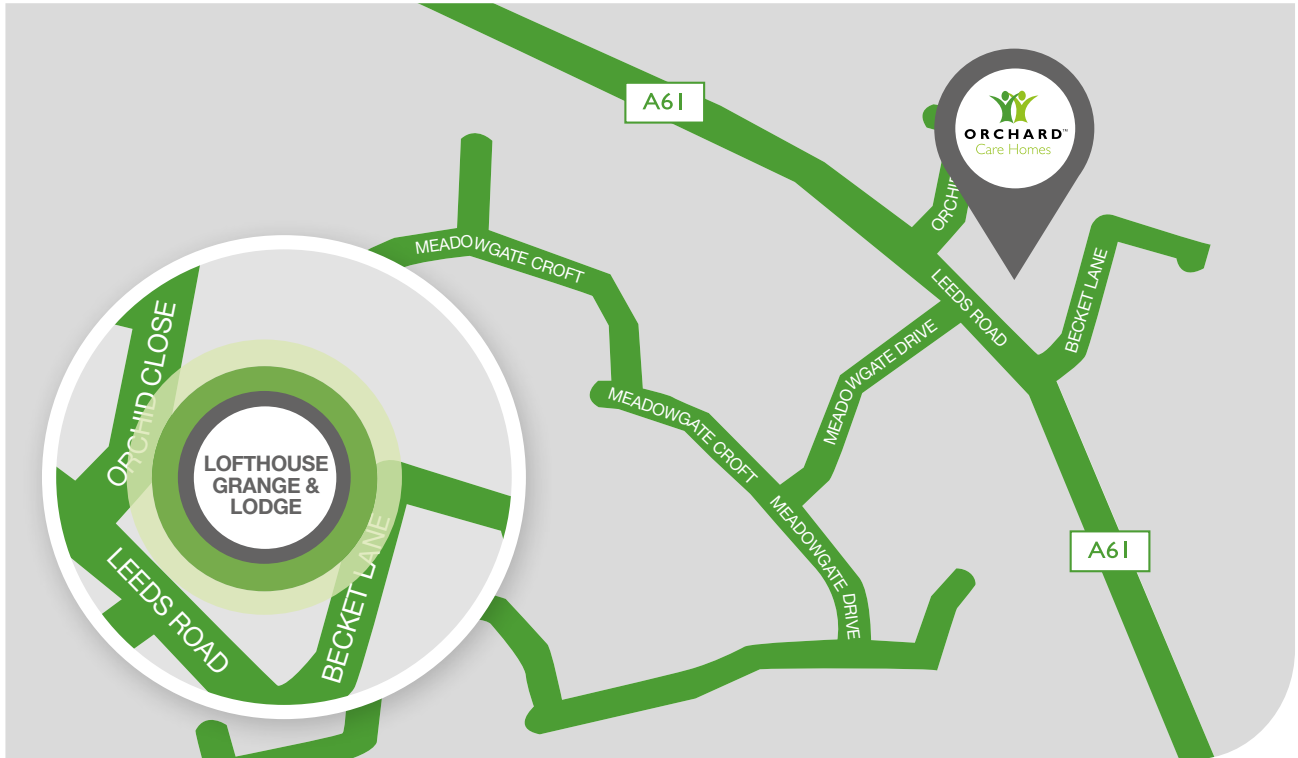 A61
ORCHARD™
Care Homes
ORCHI
MEADOWGATE CROFT
LEEDS ROAD
BECKET LANE
MEADOWGATE DRIVE
MEADOWGATE CROFT
MEADOWGATE DRIVE
A61
ORCHID CLOSE
LOFTHOUSE
GRANGE &
LODGE
LEEDS ROAD
BECKET LANE